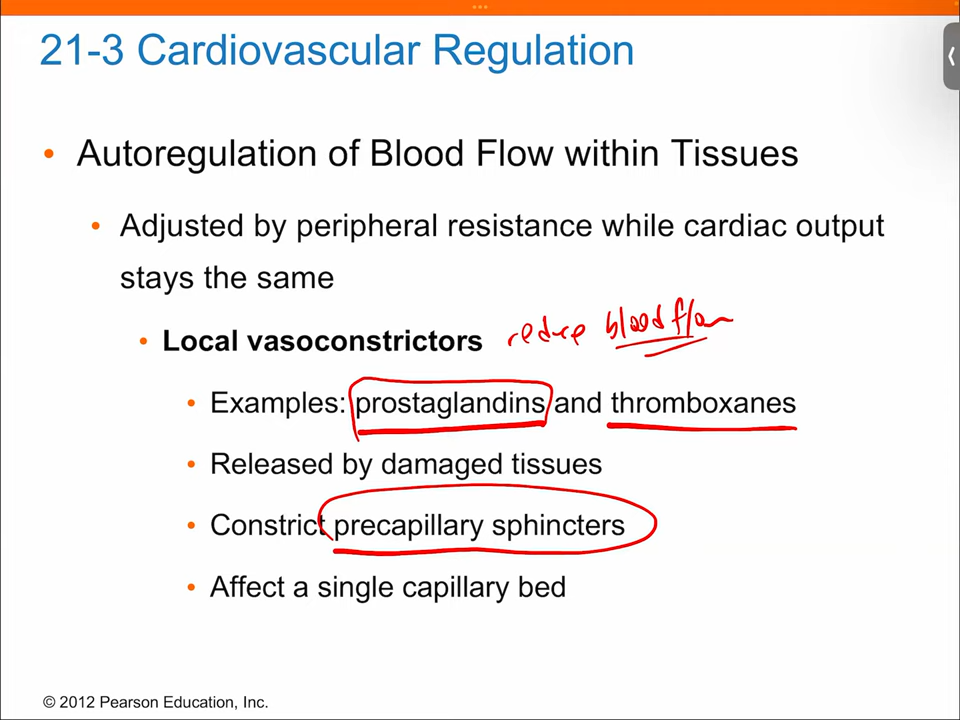 21-3 Cardiovascular Regulation
• Autoregulation of Blood Flow within Tissues
• Adjusted by peripheral resistance while cardiac output
stays the same
• Local vasoconstrictors reduce blood flow
• Examples: prostaglandins and thromboxanes
• Released by damaged tissues
• Constrict precapillary sphincters
• Affect a single capillary bed
© 2012 Pearson Education, Inc.